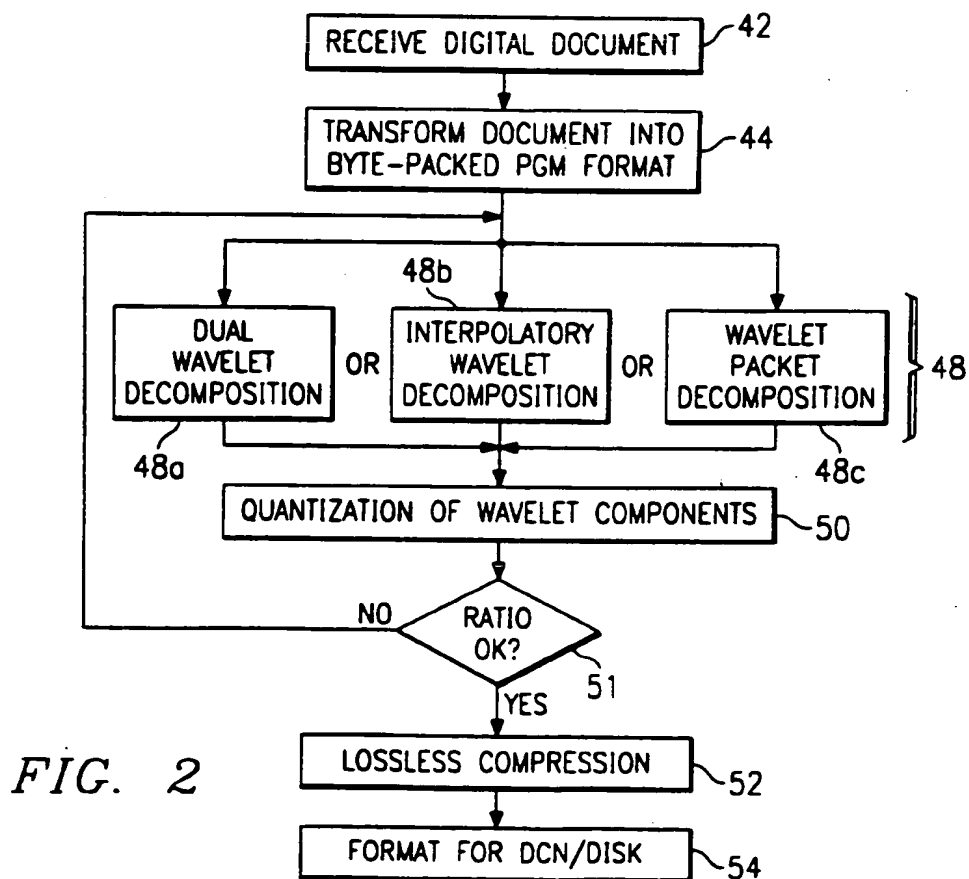 RECEIVE DIGITAL DOCUMENT
42
TRANSFORM DOCUMENT INTO
BYTE-PACKED PGM FORMAT
44
48b
DUAL
WAVELET
DECOMPOSITION
48a
OR
INTERPOLATORY
WAVELET
DECOMPOSITION
OR
WAVELET
PACKET
DECOMPOSITION
48c
48
QUANTIZATION OF WAVELET COMPONENTS
50
NO
RATIO
OK?
51
YES
LOSSLESS COMPRESSION
52
FORMAT FOR DCN/DISK
54
FIG. 2